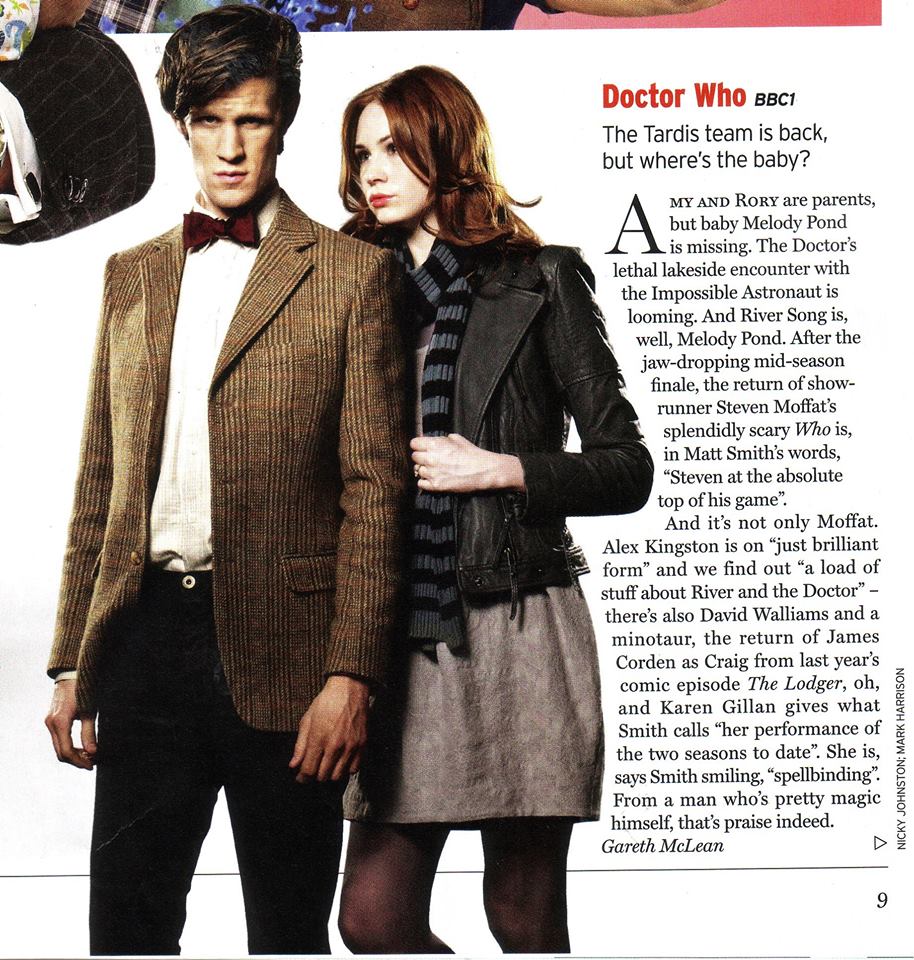 Doctor Who BBC1
The Tardis team is back,
but where's the baby?
AMY AND RORY are parents,
but baby Melody Pond
is missing. The Doctor's
lethal lakeside encounter with
the Impossible Astronaut is
looming. And River Song is,
well, Melody Pond. After the
jaw-dropping mid-season
finale, the return of show-
runner Steven Moffat's
splendidly scary Who is,
in Matt Smith's words,
“Steven at the absolute
top of his game”.
And it's not only Moffat.
Alex Kingston is on “just brilliant
form” and we find out “a load of
stuff about River and the Doctor” –
there's also David Walliams and a
minotaur, the return of James
Corden as Craig from last year's
comic episode The Lodger, oh,
and Karen Gillan gives what
Smith calls “her performance of
the two seasons to date”. She is,
says Smith smiling, “spellbinding”.
From a man who's pretty magic
himself, that's praise indeed.
Gareth McLean
NICKY JOHNSTON; MARK HARRISON
9